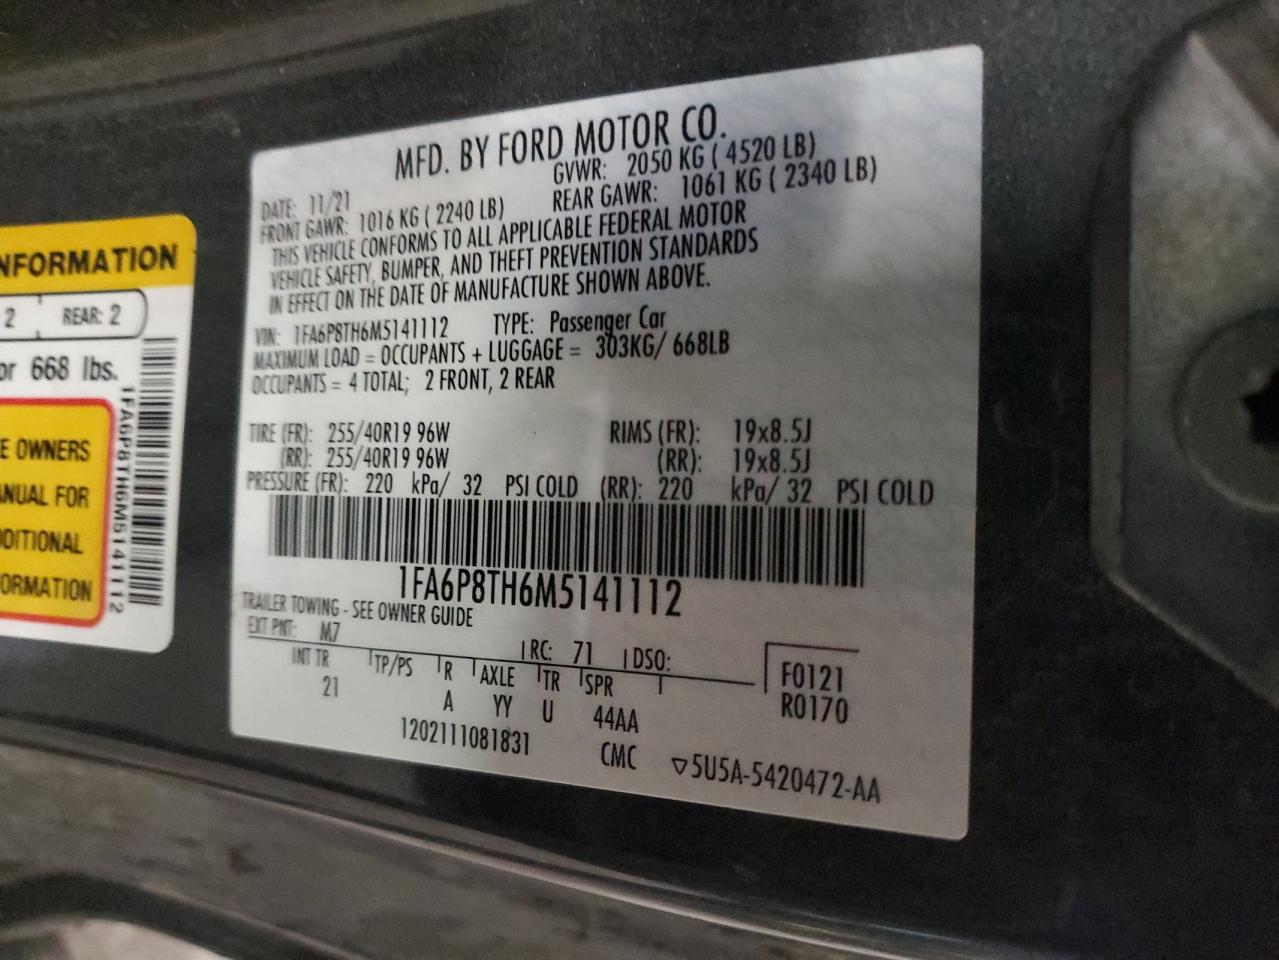 MFD. BY FORD MOTOR CO.
DATE: 11/21 GVWR: 2050 KG ( 4520 LB)
FRONT GAWR: 1016 KG ( 2240 LB) REAR GAWR: 1061 KG ( 2340 LB)
THIS VEHICLE CONFORMS TO ALL APPLICABLE FEDERAL MOTOR
VEHICLE SAFETY, BUMPER, AND THEFT PREVENTION STANDARDS
IN EFFECT ON THE DATE OF MANUFACTURE SHOWN ABOVE.
VIN: 1FA6P8TH6M5141112 TYPE: Passenger Car
MAXIMUM LOAD = OCCUPANTS + LUGGAGE = 303KG/ 668LB
OCCUPANTS = 4 TOTAL; 2 FRONT, 2 REAR
TIRE (FR): 255/40R19 96W RIMS (FR): 19x8.5J
(RR): 255/40R19 96W (RR): 19x8.5J
PRESSURE (FR): 220 kPa/ 32 PSI COLD (RR): 220 kPa/ 32 PSI COLD
1FA6P8TH6M5141112
TRAILER TOWING - SEE OWNER GUIDE
EXT PNT: M7 RC: 71 DSO:
INT TR TP/PS R AXLE TR SPR F0121
21 A YY U 44AA R0170
1202111081831 CMC ▽5U5A-5420472-AA
NFORMATION
2 REAR: 2
or 668 lbs.
E OWNERS
ANUAL FOR
DDITIONAL
ORMATION
1FA6P8TH6M5141112